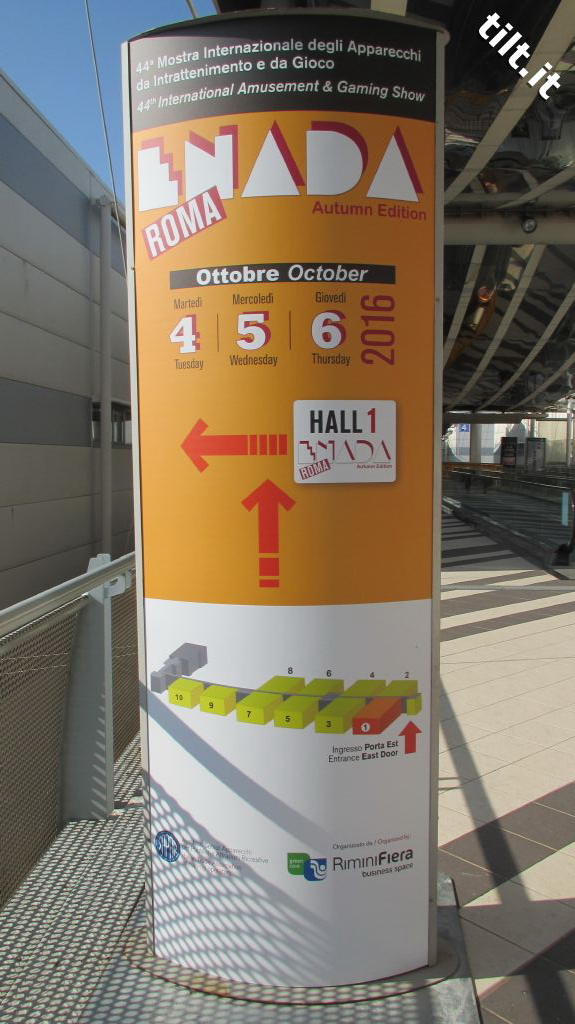 tilt.it
44ª Mostra Internazionale degli Apparecchi
da Intrattenimento e da Gioco
44th International Amusement & Gaming Show
ENADA
ROMA
Autumn Edition
Ottobre October
Martedì Mercoledì Giovedì
4 5 6
Tuesday Wednesday Thursday
2016
HALL 1
ENADA
ROMA
Autumn Edition
8 6 4 2
10 9 7 5 3 1
Ingresso Porta Est
Entrance East Door
Organizzato da / Organized by:
RiminiFiera
business space
4